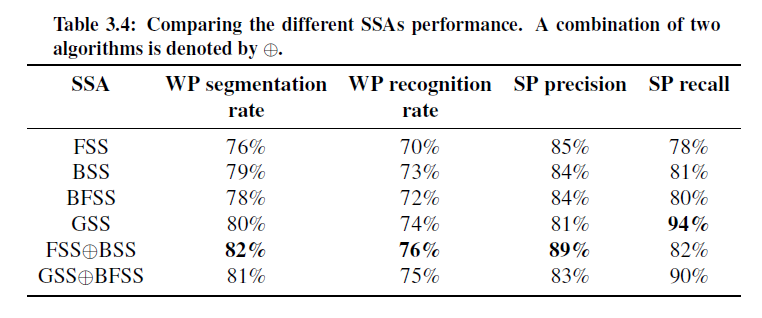 Table 3.4: Comparing the different SSAs performance. A combination of two
algorithms is denoted by ⊕.
SSA WP segmentation WP recognition SP precision SP recall
rate rate
FSS 76% 70% 85% 78%
BSS 79% 73% 84% 81%
BFSS 78% 72% 84% 80%
GSS 80% 74% 81% 94%
FSS⊕BSS 82% 76% 89% 82%
GSS⊕BFSS 81% 75% 83% 90%